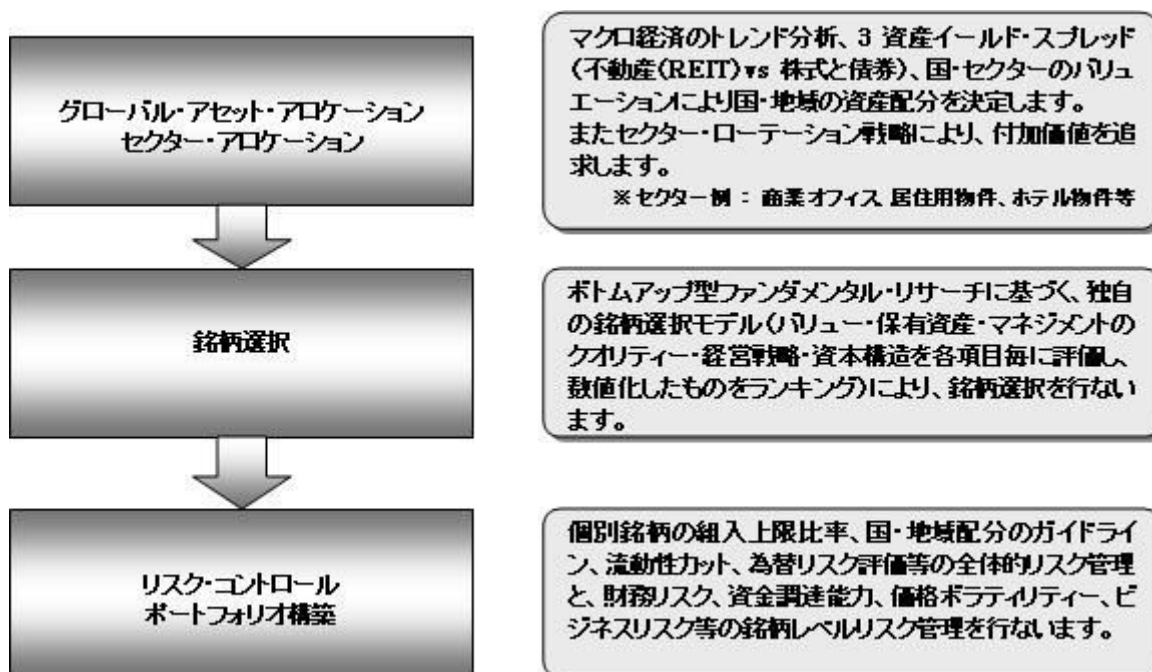 グローバル・アセット・アロケーション
セクター・アロケーション
マクロ経済のトレンド分析、3 資産イールド・スプレッド
(不動産(REIT)vs 株式と債券)、国・セクターのバリュ
エーションにより国・地域の資産配分を決定します。
またセクター・ローテーション戦略により、付加価値を追
求します。
※セクター例 : 商業オフィス 居住用物件、ホテル物件等
銘柄選択
ボトムアップ型ファンダメンタル・リサーチに基づく、独自
の銘柄選択モデル(バリュー・保有資産・マネジメントの
クオリティー・経営戦略・資本構造を各項目毎に評価し、
数値化したものをランキング)により、銘柄選択を行ない
ます。
リスク・コントロール
ポートフォリオ構築
個別銘柄の組入上限比率、国・地域配分のガイドライ
ン、流動性カット、為替リスク評価等の全体的リスク管理
と、財務リスク、資金調達能力、価格ボラティリティー、ビ
ジネスリスク等の銘柄レベルリスク管理を行ないます。